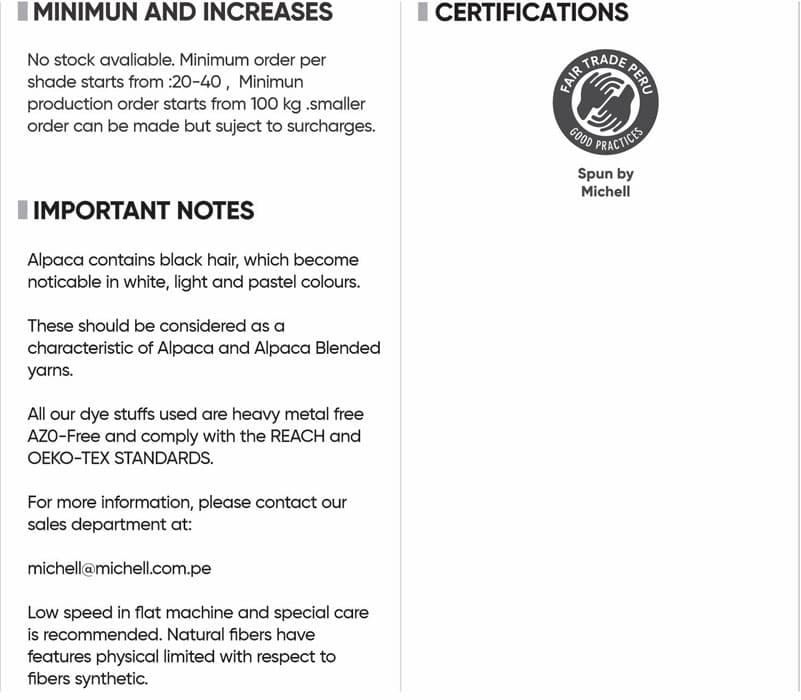 MINIMUN AND INCREASES
No stock avaliable. Minimum order per
shade starts from :20-40 , Minimun
production order starts from 100 kg .smaller
order can be made but suject to surcharges.
IMPORTANT NOTES
Alpaca contains black hair, which become
noticable in white, light and pastel colours.
These should be considered as a
characteristic of Alpaca and Alpaca Blended
yarns.
All our dye stuffs used are heavy metal free
AZO-Free and comply with the REACH and
OEKO-TEX STANDARDS.
For more information, please contact our
sales department at:
michell@michell.com.pe
Low speed in flat machine and special care
is recommended. Natural fibers have
features physical limited with respect to
fibers synthetic.
CERTIFICATIONS
FAIR TRADE PERU
GOOD PRACTICES
Spun by
Michell